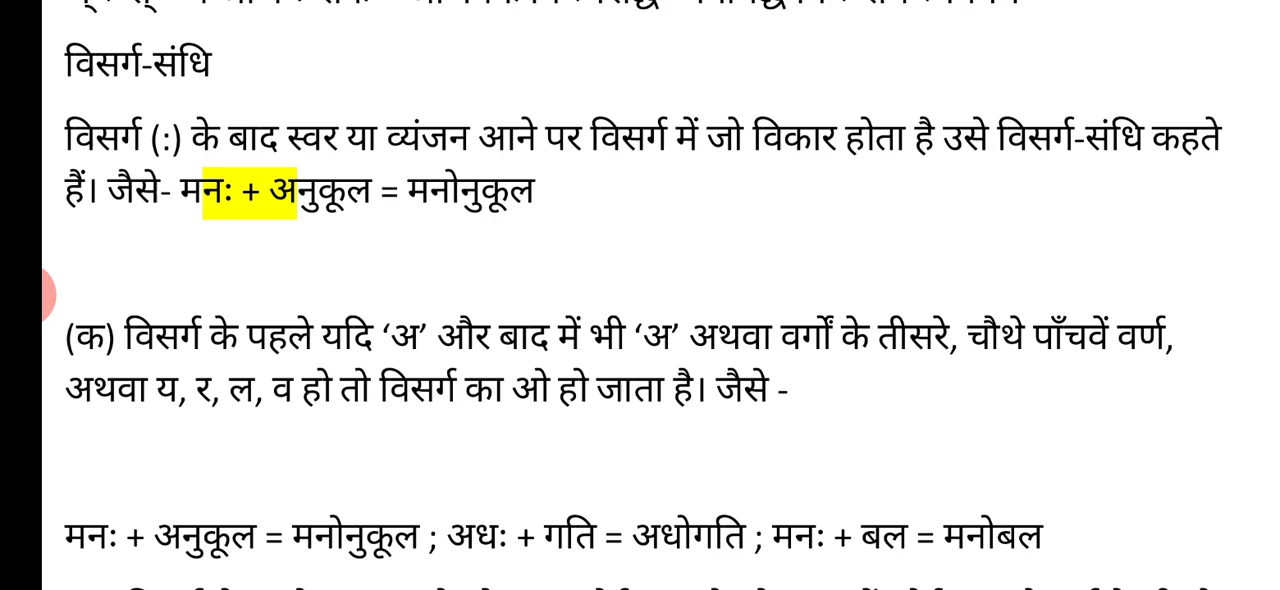 विसर्ग-संधि
विसर्ग (:) के बाद स्वर या व्यंजन आने पर विसर्ग में जो विकार होता है उसे विसर्ग-संधि कहते
हैं। जैसे- मनः + अनुकूल = मनोनुकूल
(क) विसर्ग के पहले यदि ‘अ’ और बाद में भी ‘अ’ अथवा वर्गों के तीसरे, चौथे पाँचवें वर्ण,
अथवा य, र, ल, व हो तो विसर्ग का ओ हो जाता है। जैसे -
मनः + अनुकूल = मनोनुकूल ; अधः + गति = अधोगति ; मनः + बल = मनोबल